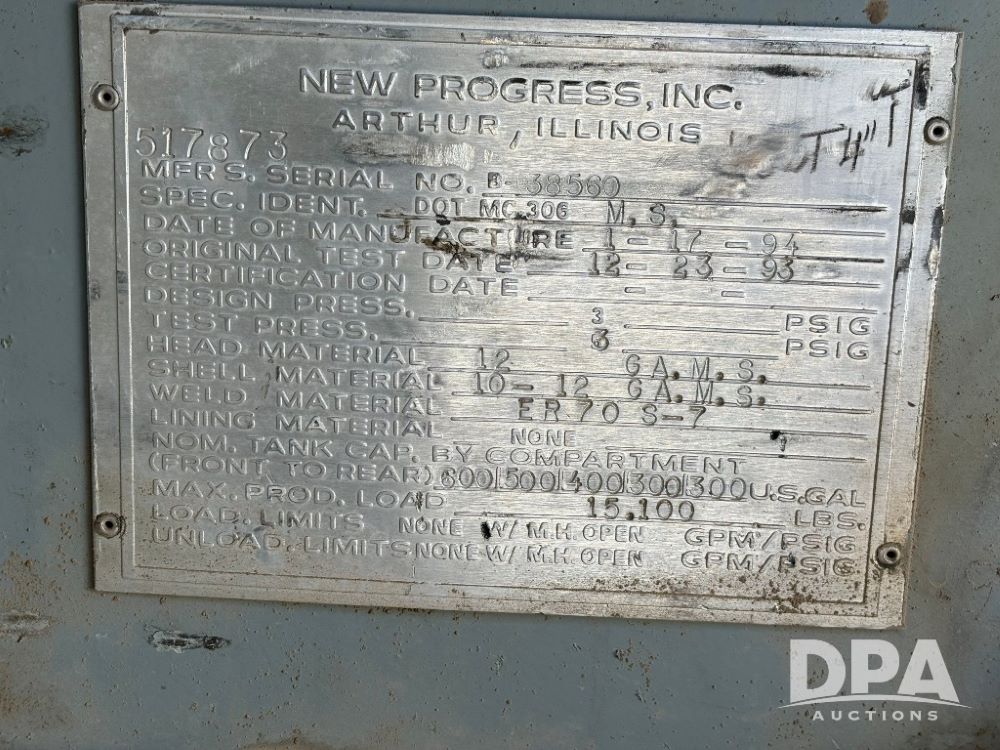 NEW PROGRESS, INC.
ARTHUR, ILLINOIS
T 4" T
517873
MFR'S. SERIAL NO. B-38560
SPEC. IDENT. DOT MC 306 M.S.
DATE OF MANUFACTURE 1-17-94
ORIGINAL TEST DATE 12-23-93
CERTIFICATION DATE - -
DESIGN PRESS. 3 PSIG
TEST PRESS. 3 PSIG
HEAD MATERIAL 12 GA.M.S.
SHELL MATERIAL 10-12 GA.M.S.
WELD MATERIAL ER70 S-7
LINING MATERIAL NONE
NOM. TANK CAP. BY COMPARTMENT
(FRONT TO REAR) 600|500|400|300|300 U.S.GAL
MAX. PROD. LOAD 15,100 LBS.
LOAD. LIMITS NONE W/ M.H. OPEN GPM/PSIG
UNLOAD. LIMITS NONE W/ M.H. OPEN GPM/PSIG
DPA
AUCTIONS